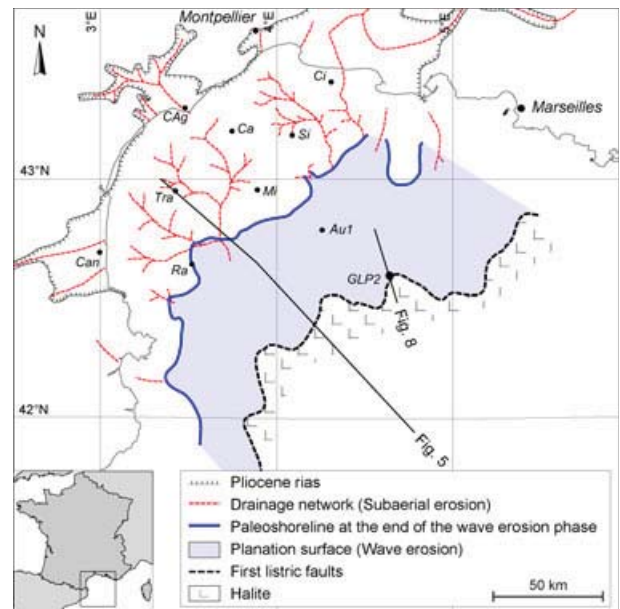 Montpellier
N
3°E
4°E
5°E
Ci
CAg
Marseilles
Ca
Si
43°N
Tra
Mi
Au1
Can
Ra
GLP2
Fig. 8
42°N
Fig. 5
Pliocene rias
Drainage network (Subaerial erosion)
Paleoshoreline at the end of the wave erosion phase
Planation surface (Wave erosion)
First listric faults
Halite
50 km